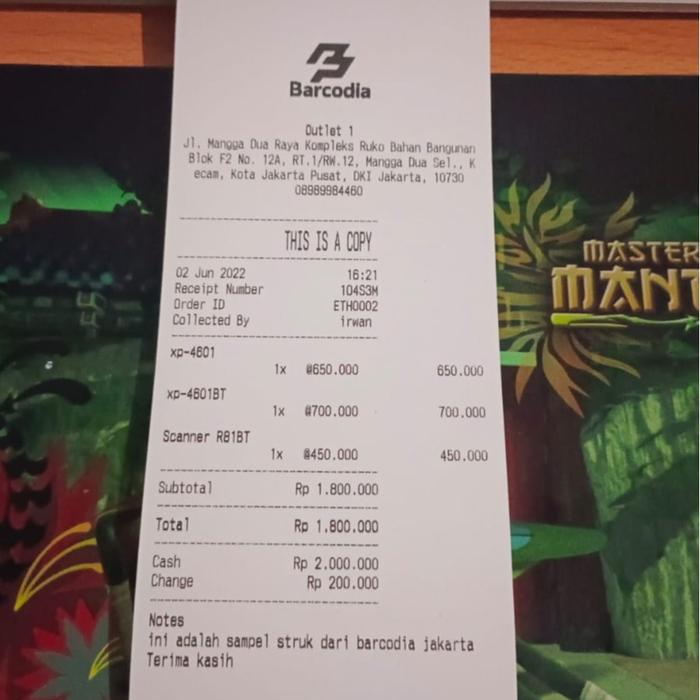 Barcodia
Outlet 1
Jl. Mangga Dua Raya Kompleks Ruko Bahan Bangunan
Blok F2 No. 12A, RT.1/RW.12, Mangga Dua Sel., K
ecam, Kota Jakarta Pusat, DKI Jakarta, 10730
08989984460
THIS IS A COPY
02 Jun 2022 16:21
Receipt Number 104S3M
Order ID ETH0002
Collected By irwan
xp-4601
1x @650.000 650.000
xp-4601BT
1x @700.000 700.000
Scanner R81BT
1x @450.000 450.000
Subtotal Rp 1.800.000
Total Rp 1.800.000
Cash Rp 2.000.000
Change Rp 200.000
Notes
ini adalah sampel struk dari barcodia jakarta
Terima kasih
MASTER
MANT